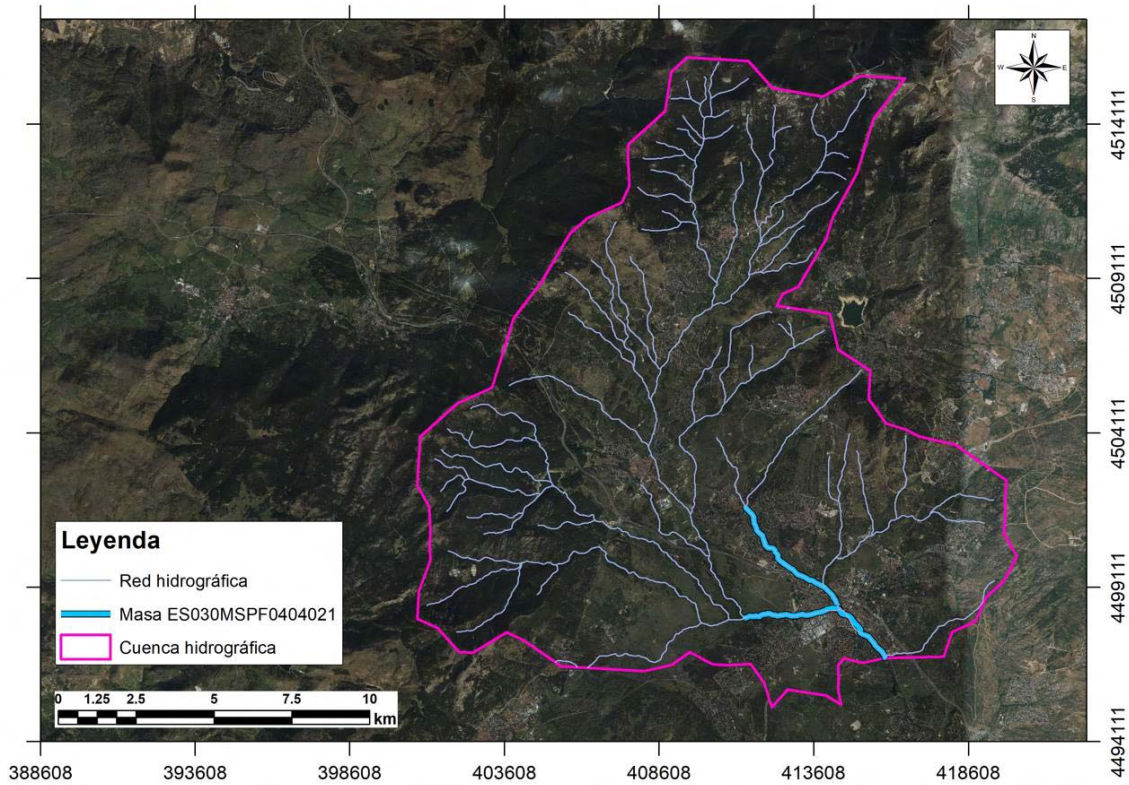 N
W E
S
4514111
4509111
4504111
4499111
4494111
Leyenda
Red hidrográfica
Masa ES030MSPF0404021
Cuenca hidrográfica
0 1.25 2.5 5 7.5 10
km
388608 393608 398608 403608 408608 413608 418608